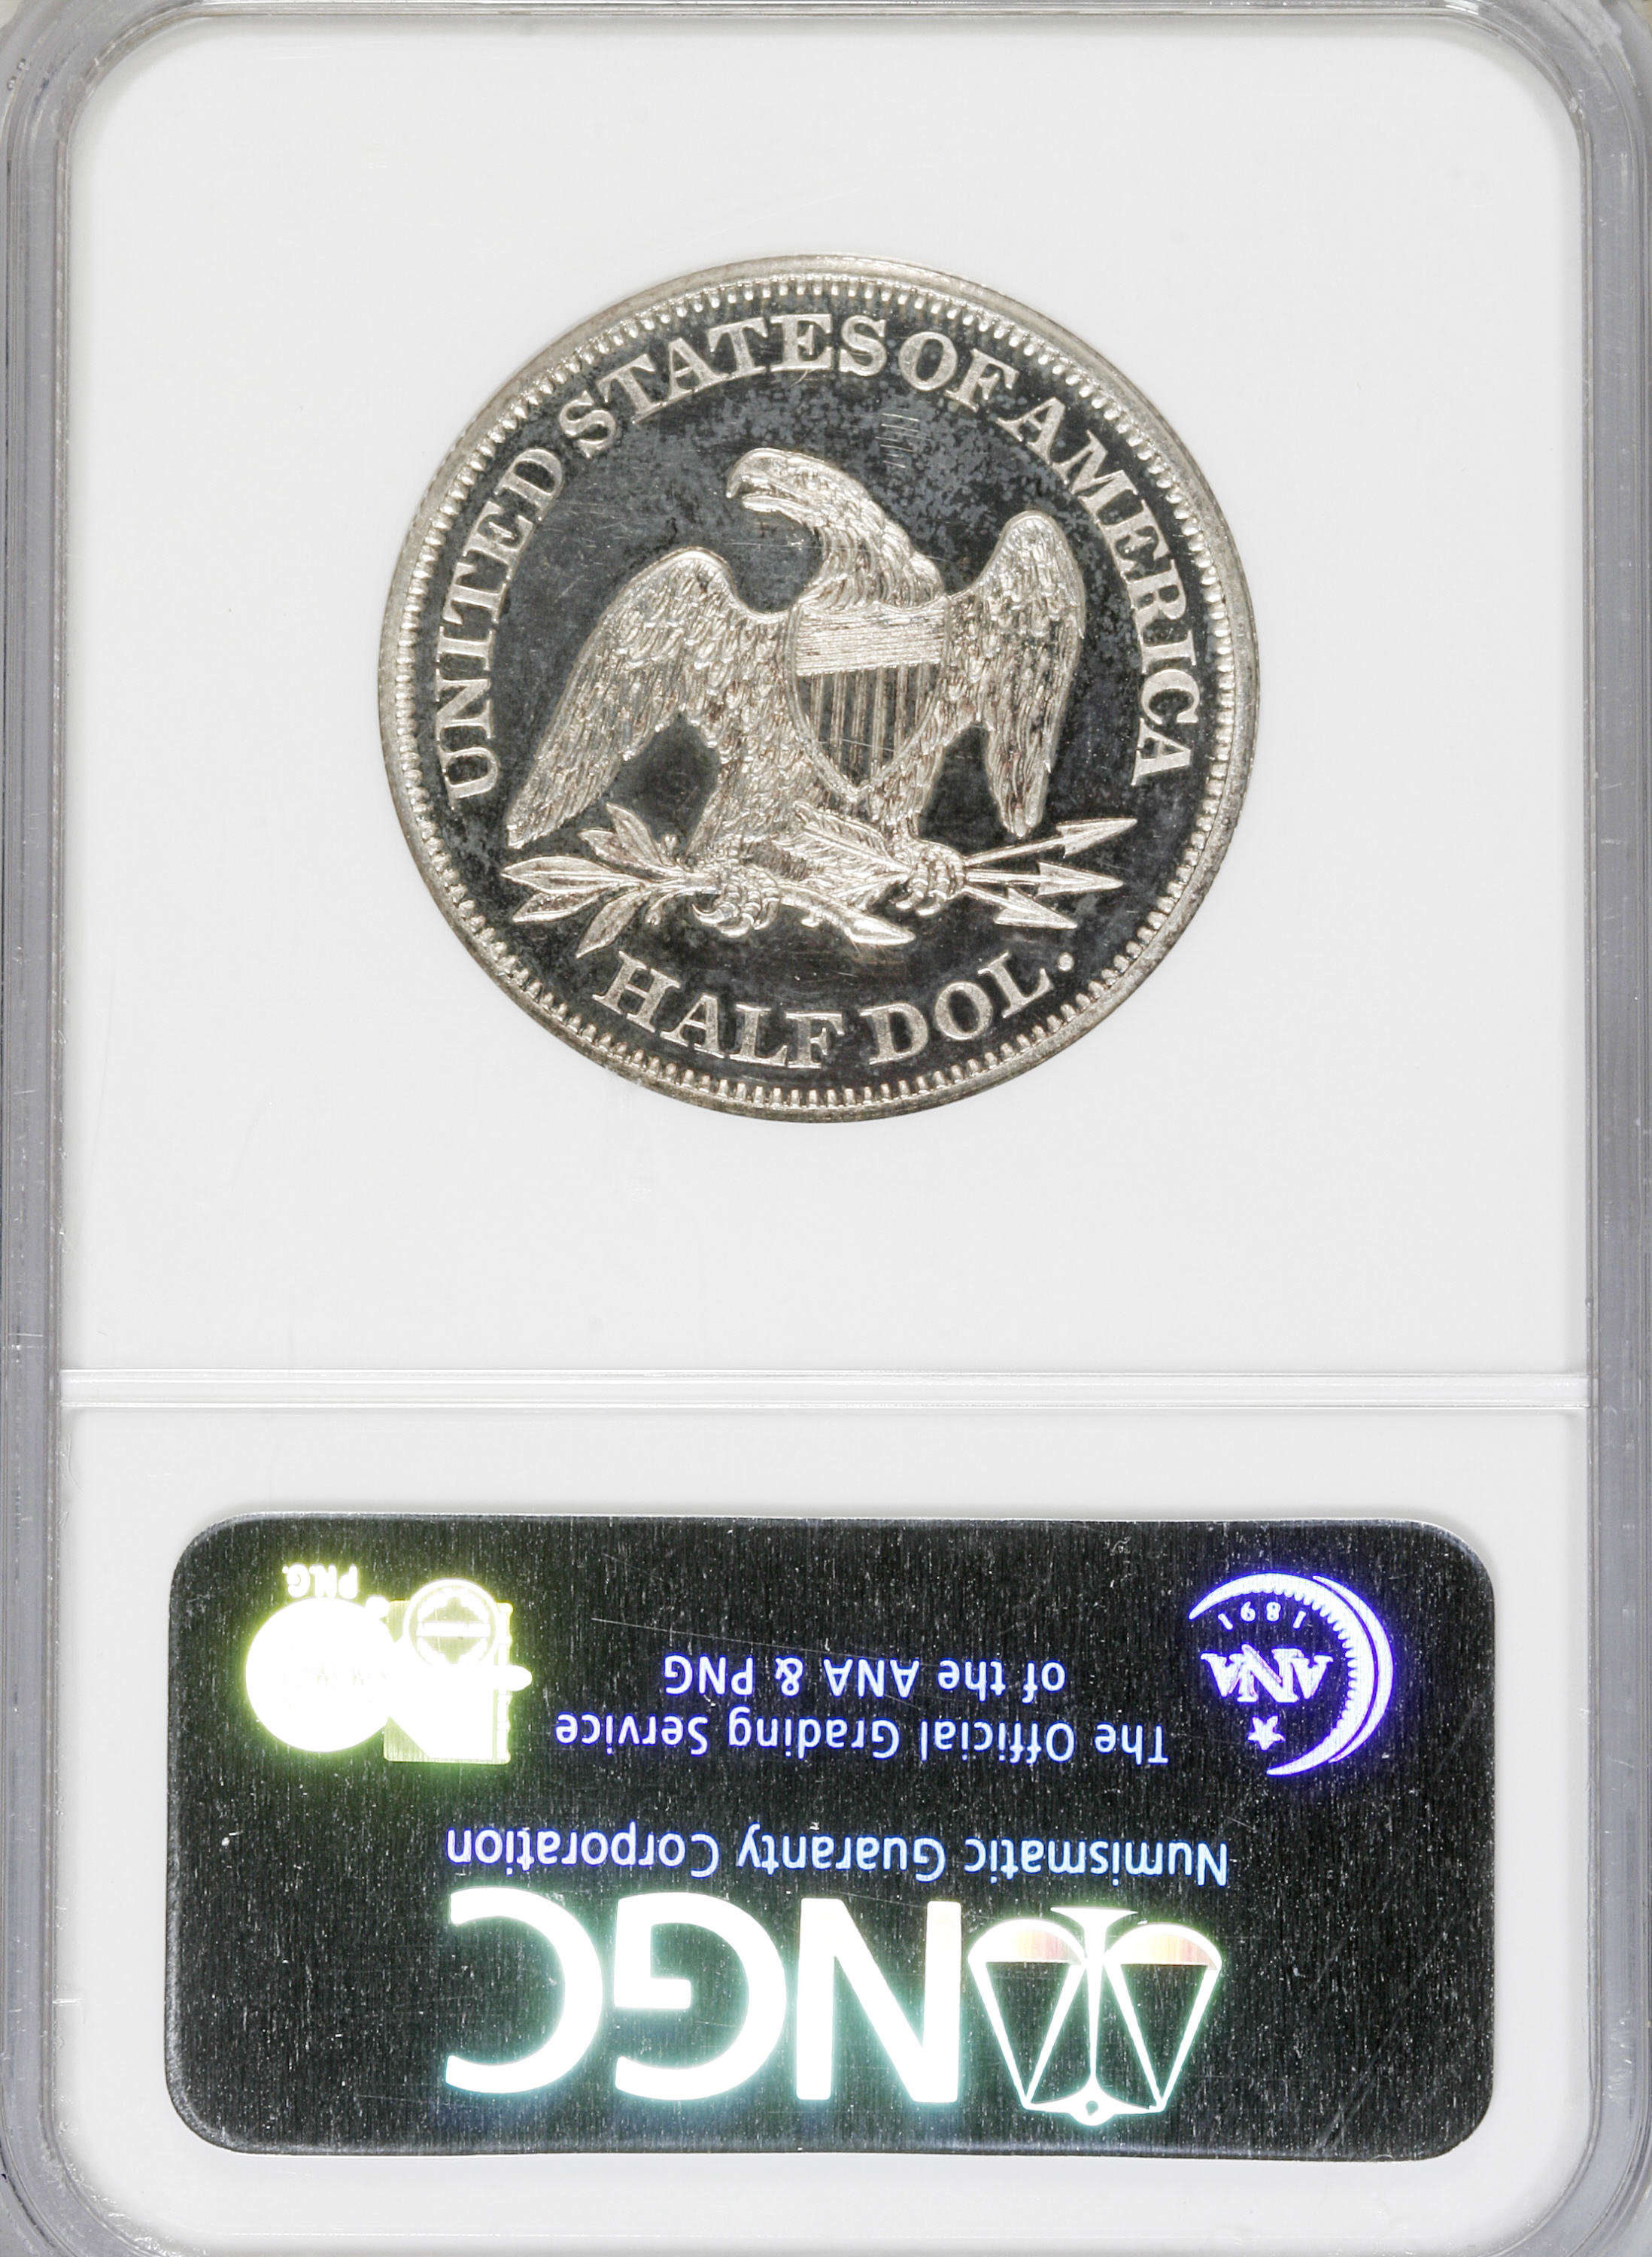 UNITED STATES OF AMERICA
HALF DOL.
NGC
Numismatic Guaranty Corporation
The Official Grading Service
of the ANA & PNG
ANA
1891
P.N.G.